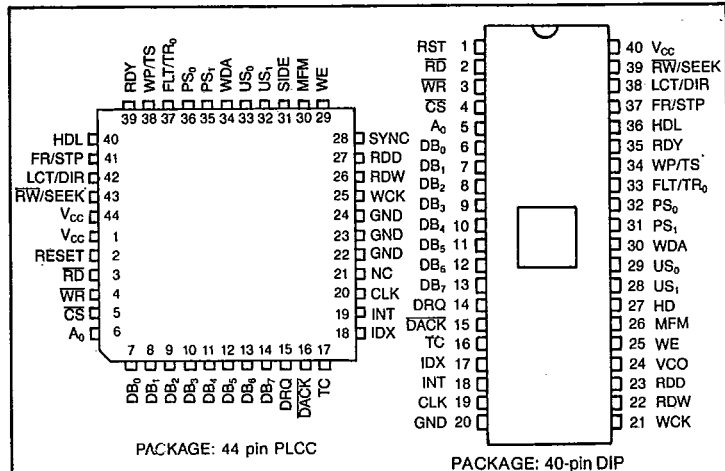 RDY WP/TS FLT/TR₀ PS₀ PS₁ WDA US₀ US₁ SIDE MFM WE
39 38 37 36 35 34 33 32 31 30 29
HDL 40
FR/STP 41
LCT/DIR 42
RW/SEEK 43
Vcc 44
Vcc 1
RESET 2
RD 3
WR 4
CS 5
A₀ 6
28 SYNC
27 RDD
26 RDW
25 WCK
24 GND
23 GND
22 GND
21 NC
20 CLK
19 INT
18 IDX
7 8 9 10 11 12 13 14 15 16 17
DB₀ DB₁ DB₂ DB₃ DB₄ DB₅ DB₆ DB₇ DRQ DACK TC
PACKAGE: 44 pin PLCC
RST 1
RD 2
WR 3
CS 4
A₀ 5
DB₀ 6
DB₁ 7
DB₂ 8
DB₃ 9
DB₄ 10
DB₅ 11
DB₆ 12
DB₇ 13
DRQ 14
DACK 15
TC 16
IDX 17
INT 18
CLK 19
GND 20
40 Vcc
39 RW/SEEK
38 LCT/DIR
37 FR/STP
36 HDL
35 RDY
34 WP/TS
33 FLT/TR₀
32 PS₀
31 PS₁
30 WDA
29 US₀
28 US₁
27 HD
26 MFM
25 WE
24 VCO
23 RDD
22 RDW
21 WCK
PACKAGE: 40-pin DIP